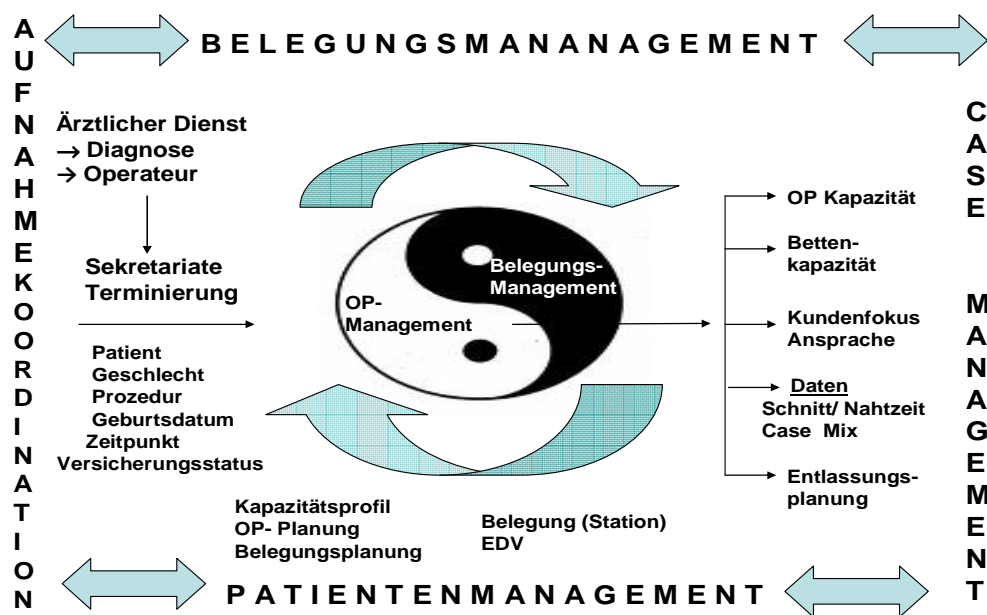 BELEGUNGSMANANAGEMENT
AUFNAHMEKOORDINATION
Ärztlicher Dienst
→ Diagnose
→ Operateur
Sekretariate
Terminierung
Patient
Geschlecht
Prozedur
Geburtsdatum
Zeitpunkt
Versicherungsstatus
OP-
Management
Belegungs-
Management
Kapazitätsprofil
OP- Planung
Belegungsplanung
Belegung (Station)
EDV
OP Kapazität
Betten-
kapazität
Kundenfokus
Ansprache
Daten
Schnitt/ Nahtzeit
Case Mix
Entlassungs-
planung
CASE MANAGEMENT
PATIENTENMANAGEMENT